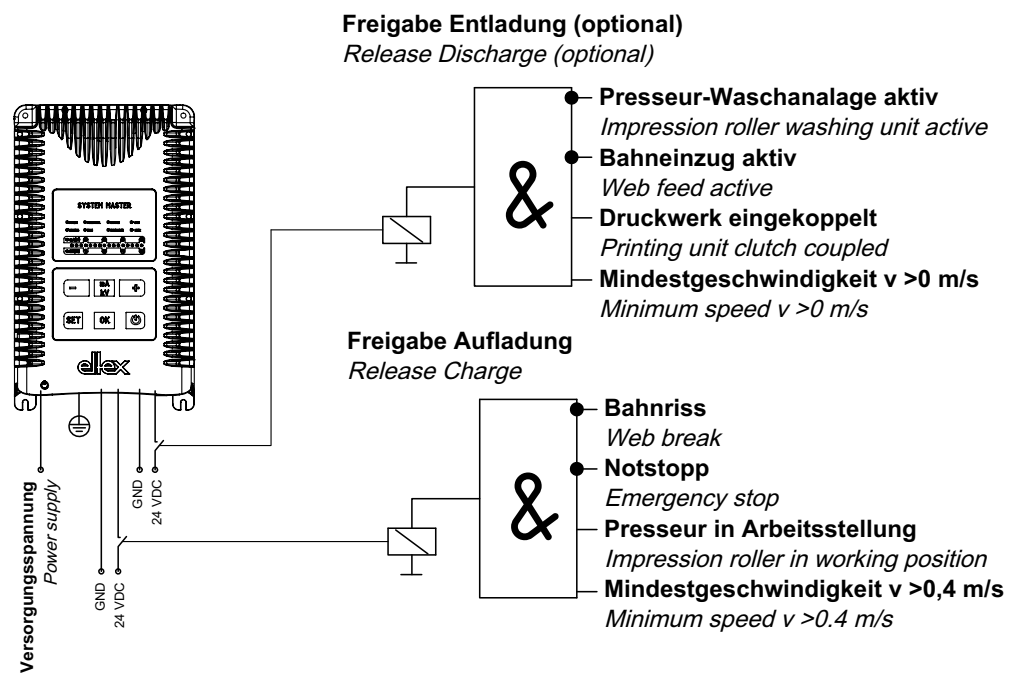 Freigabe Entladung (optional)
Release Discharge (optional)
&
Presseur-Waschanalage aktiv
Impression roller washing unit active
Bahneinzug aktiv
Web feed active
Druckwerk eingekoppelt
Printing unit clutch coupled
Mindestgeschwindigkeit v >0 m/s
Minimum speed v >0 m/s
SYSTEM MASTER
mA
kV
SET
OK
eltex
Freigabe Aufladung
Release Charge
&
Bahnriss
Web break
Notstopp
Emergency stop
Presseur in Arbeitsstellung
Impression roller in working position
Mindestgeschwindigkeit v >0,4 m/s
Minimum speed v >0.4 m/s
Versorgungsspannung
Power supply
GND
24 VDC
GND
24 VDC